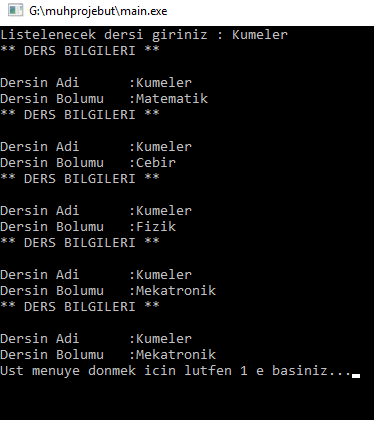 G:\muhprojebut\main.exe
Listelenecek dersi giriniz : Kumeler
** DERS BILGILERI **
Dersin Adi      :Kumeler
Dersin Bolumu   :Matematik
** DERS BILGILERI **
Dersin Adi      :Kumeler
Dersin Bolumu   :Cebir
** DERS BILGILERI **
Dersin Adi      :Kumeler
Dersin Bolumu   :Fizik
** DERS BILGILERI **
Dersin Adi      :Kumeler
Dersin Bolumu   :Mekatronik
** DERS BILGILERI **
Dersin Adi      :Kumeler
Dersin Bolumu   :Mekatronik
Ust menuye donmek icin lutfen 1 e basiniz...